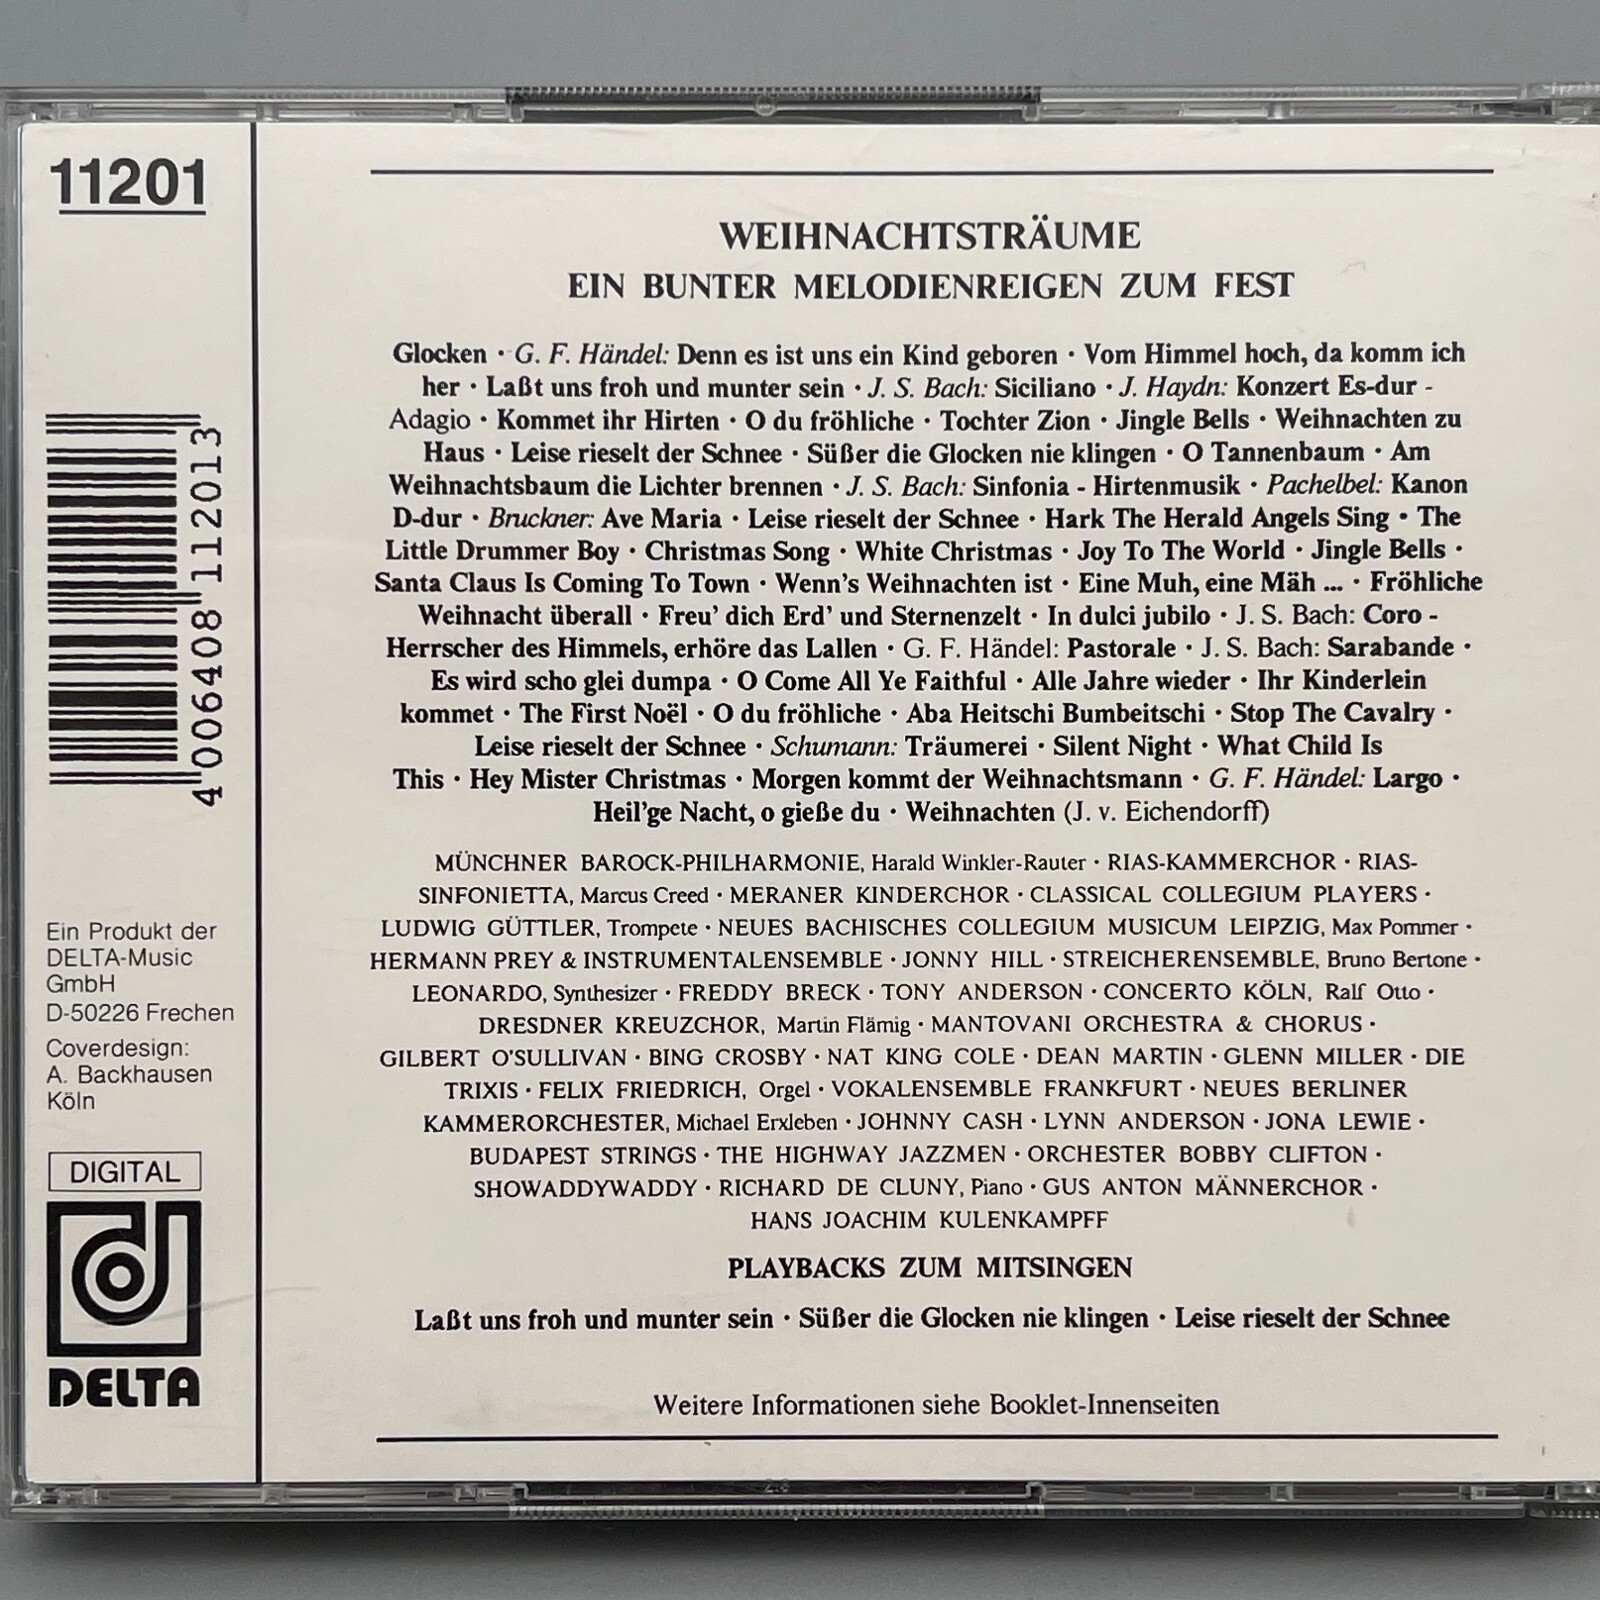 11201
4 006408 112013
Ein Produkt der
DELTA-Music
GmbH
D-50226 Frechen
Coverdesign:
A. Backhausen
Köln
DIGITAL
DELTA
WEIHNACHTSTRÄUME
EIN BUNTER MELODIENREIGEN ZUM FEST
Glocken · G. F. Händel: Denn es ist uns ein Kind geboren · Vom Himmel hoch, da komm ich
her · Laßt uns froh und munter sein · J. S. Bach: Siciliano · J. Haydn: Konzert Es-dur -
Adagio · Kommet ihr Hirten · O du fröhliche · Tochter Zion · Jingle Bells · Weihnachten zu
Haus · Leise rieselt der Schnee · Süßer die Glocken nie klingen · O Tannenbaum · Am
Weihnachtsbaum die Lichter brennen · J. S. Bach: Sinfonia - Hirtenmusik · Pachelbel: Kanon
D-dur · Bruckner: Ave Maria · Leise rieselt der Schnee · Hark The Herald Angels Sing · The
Little Drummer Boy · Christmas Song · White Christmas · Joy To The World · Jingle Bells ·
Santa Claus Is Coming To Town · Wenn's Weihnachten ist · Eine Muh, eine Mäh ... · Fröhliche
Weihnacht überall · Freu' dich Erd' und Sternenzelt · In dulci jubilo · J. S. Bach: Coro -
Herrscher des Himmels, erhöre das Lallen · G. F. Händel: Pastorale · J. S. Bach: Sarabande ·
Es wird scho glei dumpa · O Come All Ye Faithful · Alle Jahre wieder · Ihr Kinderlein
kommet · The First Noël · O du fröhliche · Aba Heitschi Bumbeitschi · Stop The Cavalry ·
Leise rieselt der Schnee · Schumann: Träumerei · Silent Night · What Child Is
This · Hey Mister Christmas · Morgen kommt der Weihnachtsmann · G. F. Händel: Largo ·
Heil'ge Nacht, o gieße du · Weihnachten (J. v. Eichendorff)
MÜNCHNER BAROCK-PHILHARMONIE, Harald Winkler-Rauter · RIAS-KAMMERCHOR · RIAS-
SINFONIETTA, Marcus Creed · MERANER KINDERCHOR · CLASSICAL COLLEGIUM PLAYERS ·
LUDWIG GÜTTLER, Trompete · NEUES BACHISCHES COLLEGIUM MUSICUM LEIPZIG, Max Pommer ·
HERMANN PREY & INSTRUMENTALENSEMBLE · JONNY HILL · STREICHERENSEMBLE, Bruno Bertone ·
LEONARDO, Synthesizer · FREDDY BRECK · TONY ANDERSON · CONCERTO KÖLN, Ralf Otto ·
DRESDNER KREUZCHOR, Martin Flämig · MANTOVANI ORCHESTRA & CHORUS ·
GILBERT O'SULLIVAN · BING CROSBY · NAT KING COLE · DEAN MARTIN · GLENN MILLER · DIE
TRIXIS · FELIX FRIEDRICH, Orgel · VOKALENSEMBLE FRANKFURT · NEUES BERLINER
KAMMERORCHESTER, Michael Erxleben · JOHNNY CASH · LYNN ANDERSON · JONA LEWIE ·
BUDAPEST STRINGS · THE HIGHWAY JAZZMEN · ORCHESTER BOBBY CLIFTON ·
SHOWADDYWADDY · RICHARD DE CLUNY, Piano · GUS ANTON MÄNNERCHOR ·
HANS JOACHIM KULENKAMPFF
PLAYBACKS ZUM MITSINGEN
Laßt uns froh und munter sein · Süßer die Glocken nie klingen · Leise rieselt der Schnee
Weitere Informationen siehe Booklet-Innenseiten